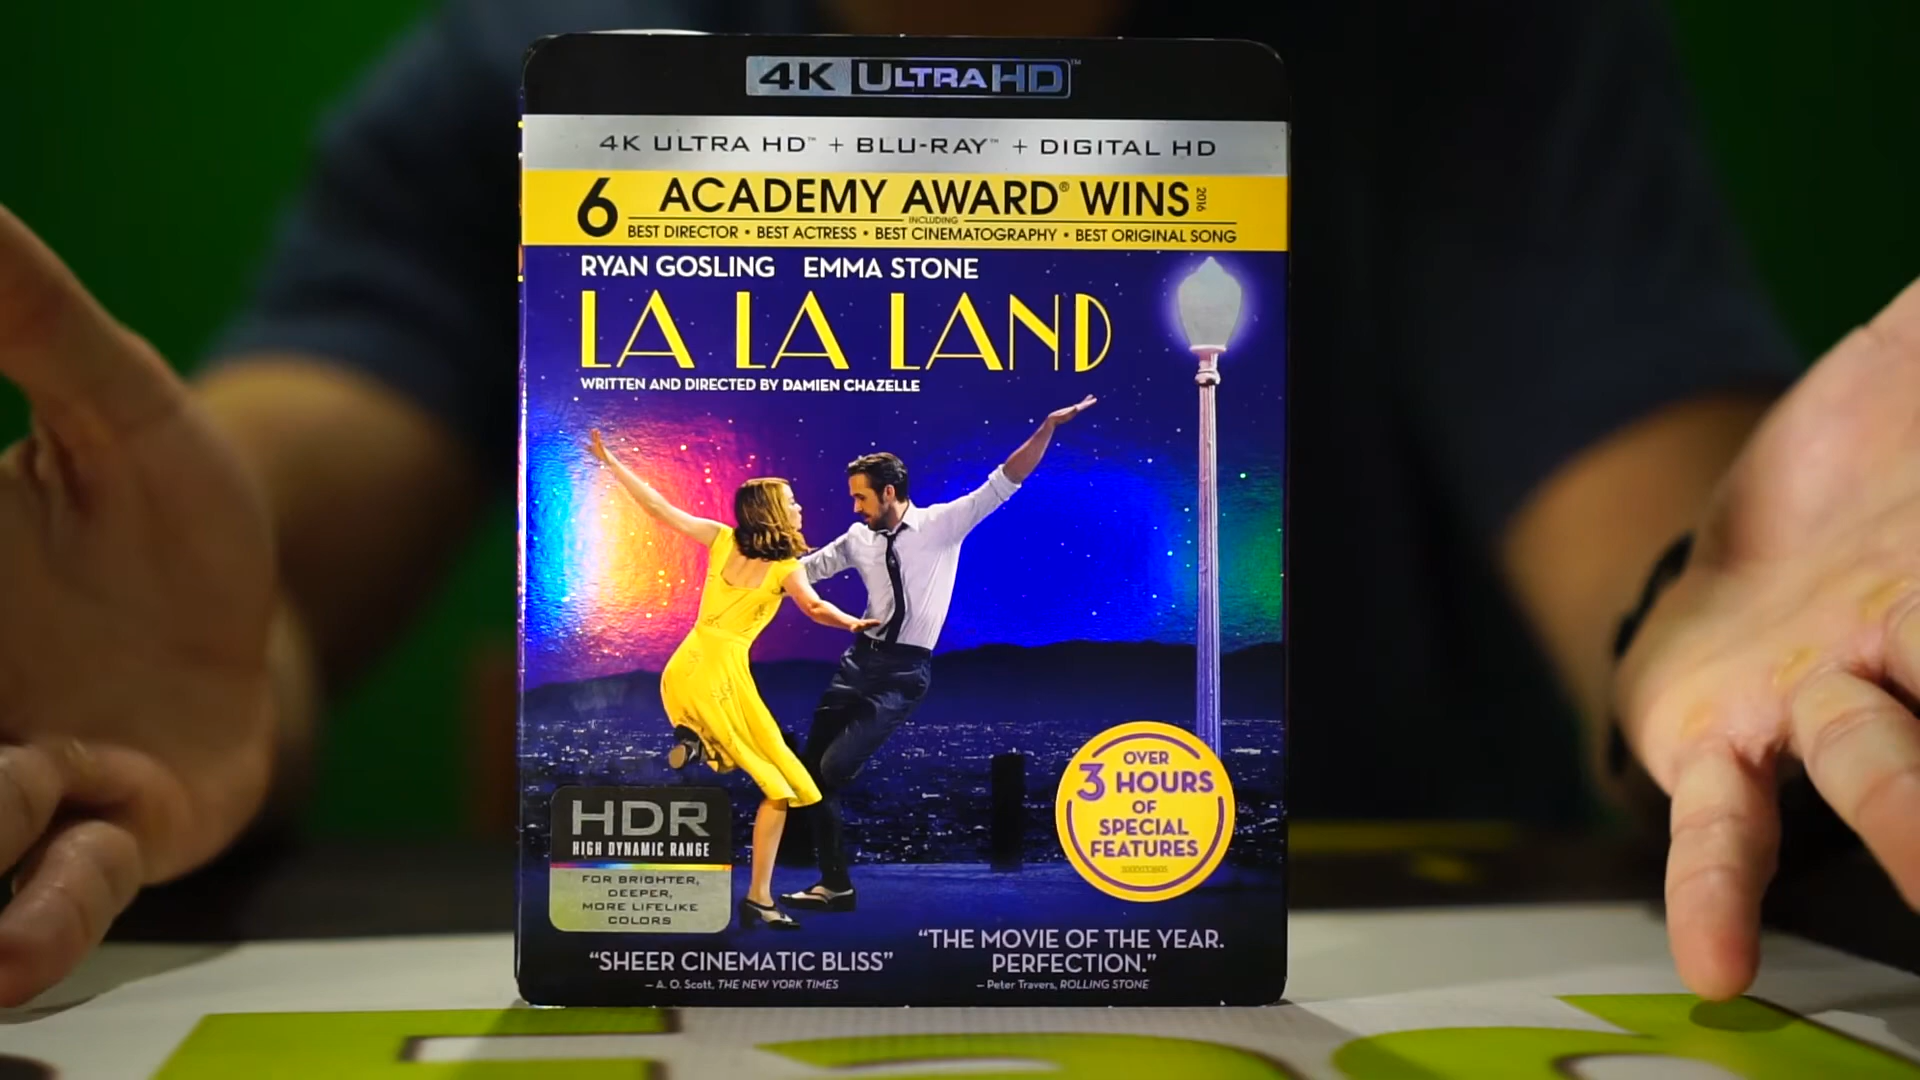 4K ULTRA HD™
4K ULTRA HD™ + BLU-RAY™ + DIGITAL HD
6 ACADEMY AWARD® WINS 2016
INCLUDING
BEST DIRECTOR • BEST ACTRESS • BEST CINEMATOGRAPHY • BEST ORIGINAL SONG
RYAN GOSLING EMMA STONE
LA LA LAND
WRITTEN AND DIRECTED BY DAMIEN CHAZELLE
OVER
3 HOURS
OF
SPECIAL
FEATURES
HDR
HIGH DYNAMIC RANGE
FOR BRIGHTER,
DEEPER,
MORE LIFELIKE
COLORS
“SHEER CINEMATIC BLISS”
– A. O. Scott, THE NEW YORK TIMES
“THE MOVIE OF THE YEAR.
PERFECTION.”
– Peter Travers, ROLLING STONE